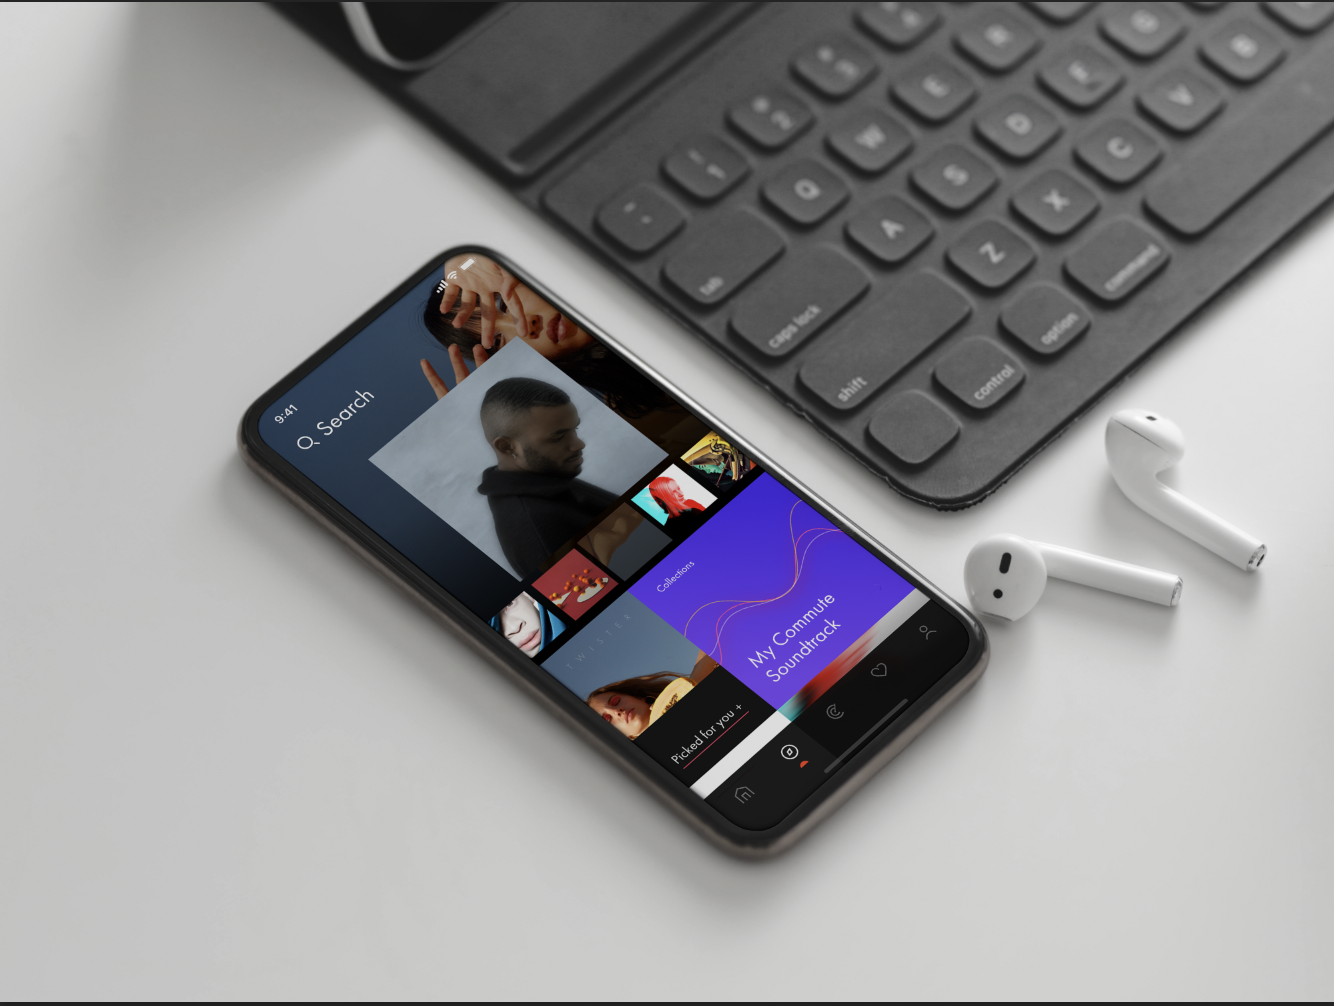 9:41
Search
Collections
My Commute
Soundtrack
TWISTER
Picked for you +
tab
Q
W
E
R
caps lock
A
S
D
shift
Z
X
C
V
B
control
option
command